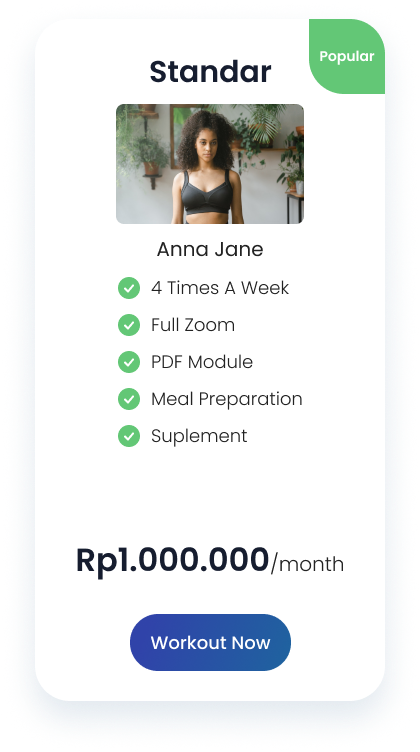 Popular
Standar
Anna Jane
4 Times A Week
Full Zoom
PDF Module
Meal Preparation
Suplement
Rp1.000.000/month
Workout Now